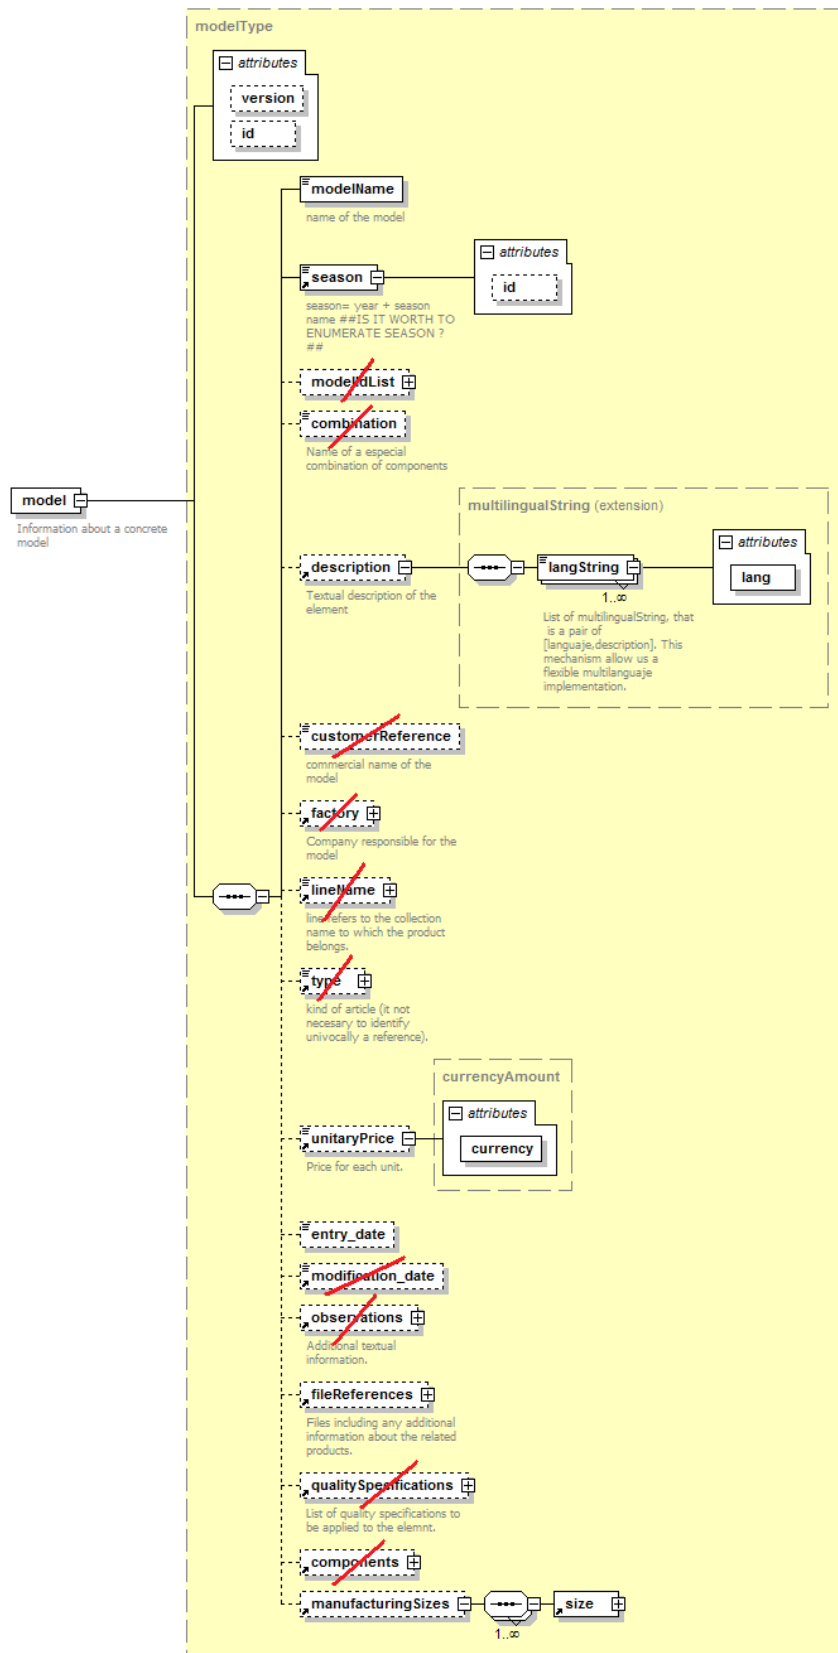 modelType
attributes
version
id
modelName
name of the model
season
attributes
id
season= year + season
name ##IS IT WORTH TO
ENUMERATE SEASON ?
##
modelIdList
combination
Name of a especial
combination of components
model
Information about a concrete
model
multilingualString (extension)
description
Textual description of the
element
langString
1..∞
attributes
lang
List of multilingualString, that
is a pair of
[languaje,description]. This
mechanism allow us a
flexible multilanguaje
implementation.
customerReference
commercial name of the
model
factory
Company responsible for the
model
lineName
line refers to the collection
name to which the product
belongs.
type
kind of article (it not
necesary to identify
univocally a reference).
currencyAmount
attributes
unitaryPrice
currency
Price for each unit.
entry_date
modification_date
observations
Additional textual
information.
fileReferences
Files including any additional
information about the related
products.
qualitySpecifications
List of quality specifications to
be applied to the elemnt.
components
manufacturingSizes
size
1..∞